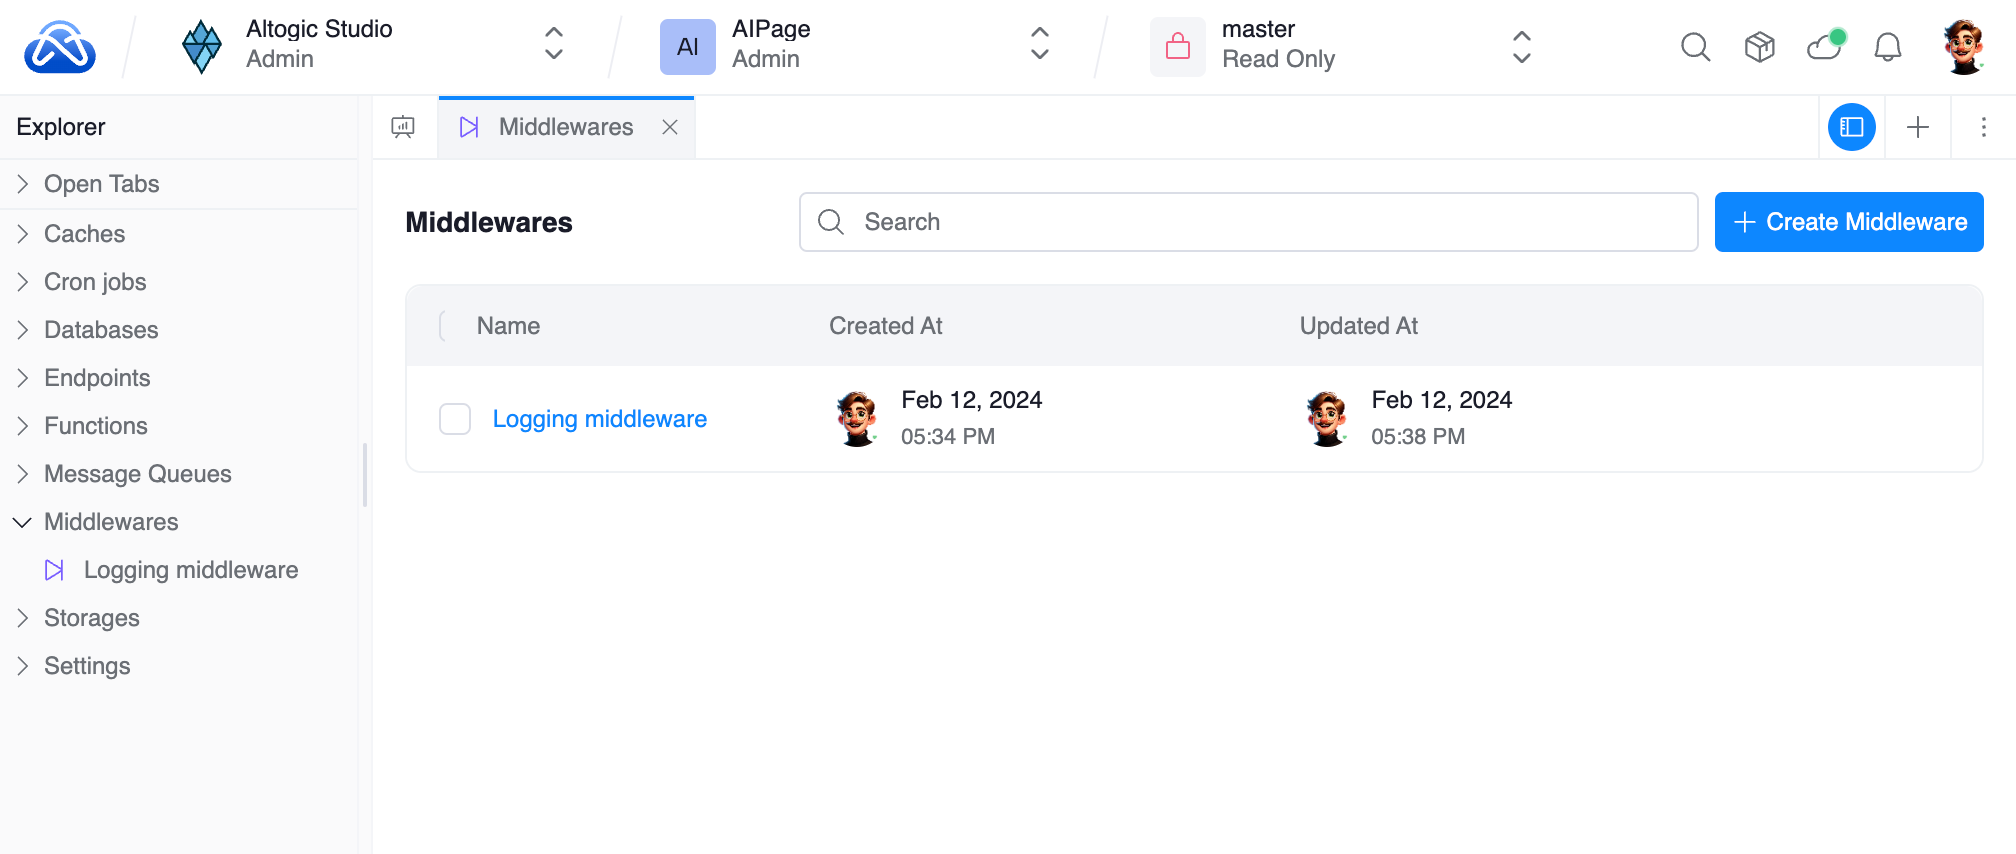 Altogic Studio
Admin
AI
AIPage
Admin
master
Read Only
Explorer
Open Tabs
Caches
Cron jobs
Databases
Endpoints
Functions
Message Queues
Middlewares
Logging middleware
Storages
Settings
Middlewares
Middlewares
Search
Create Middleware
Name Created At Updated At
Logging middleware
Feb 12, 2024
05:34 PM
Feb 12, 2024
05:38 PM